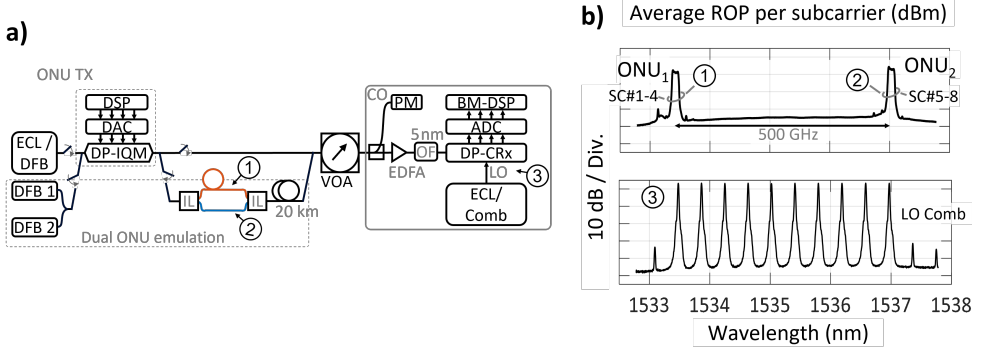 a)
ONU TX
DSP
DAC
DP-IQM
ECL /
DFB
DFB 1
DFB 2
IL
1
2
IL
20 km
Dual ONU emulation
VOA
CO
PM
BM-DSP
ADC
5nm
OF
EDFA
DP-CRx
LO
3
ECL/
Comb
b)
Average ROP per subcarrier (dBm)
ONU1
1
SC#1-4
2
ONU2
SC#5-8
500 GHz
10 dB / Div.
3
LO Comb
1533 1534 1535 1536 1537 1538
Wavelength (nm)